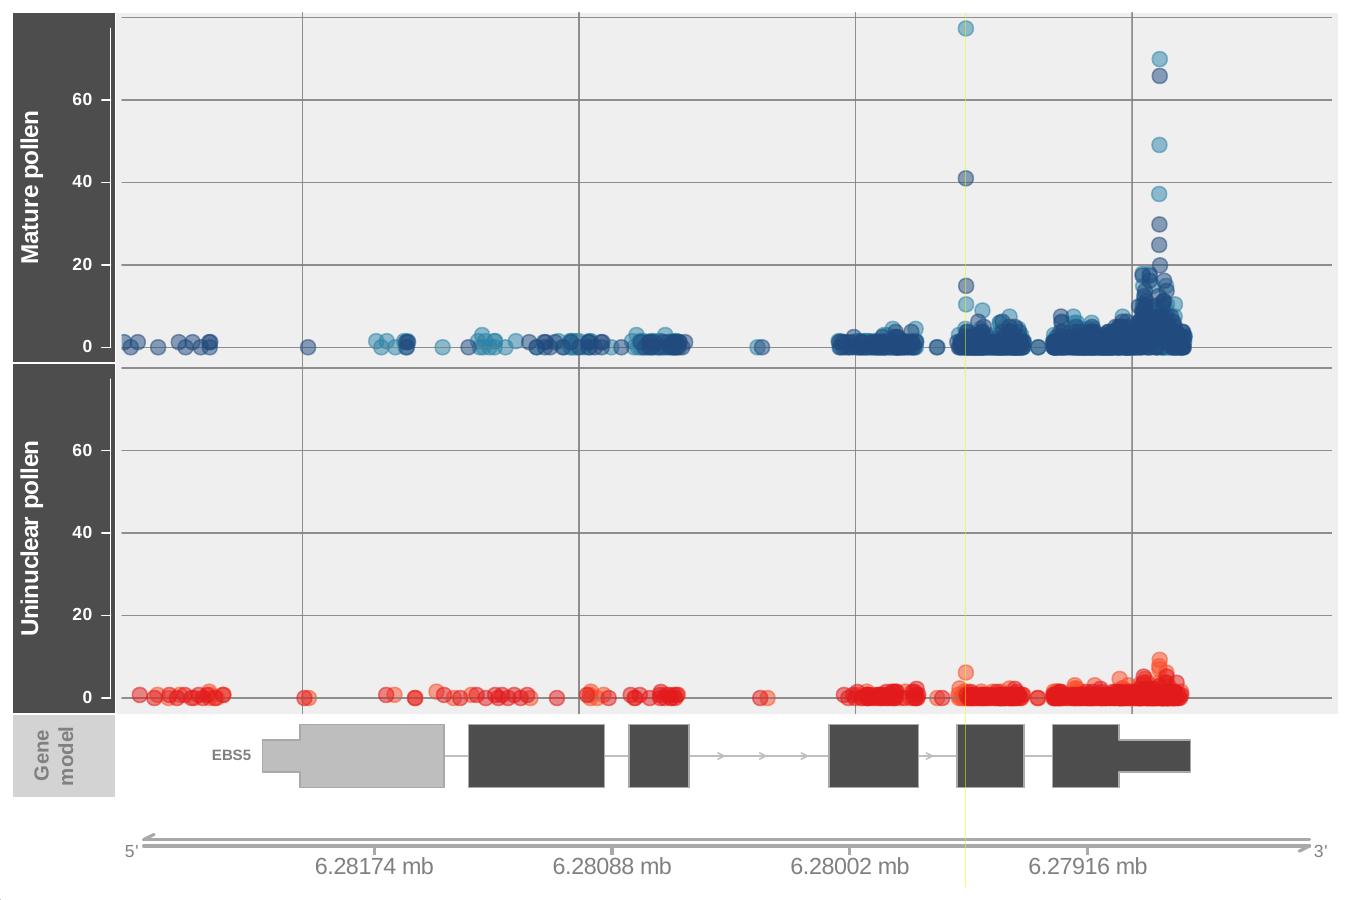 Mature pollen
60
40
20
0
Uninuclear pollen
60
40
20
0
Gene
model
EBS5
5'
3'
6.28174 mb
6.28088 mb
6.28002 mb
6.27916 mb